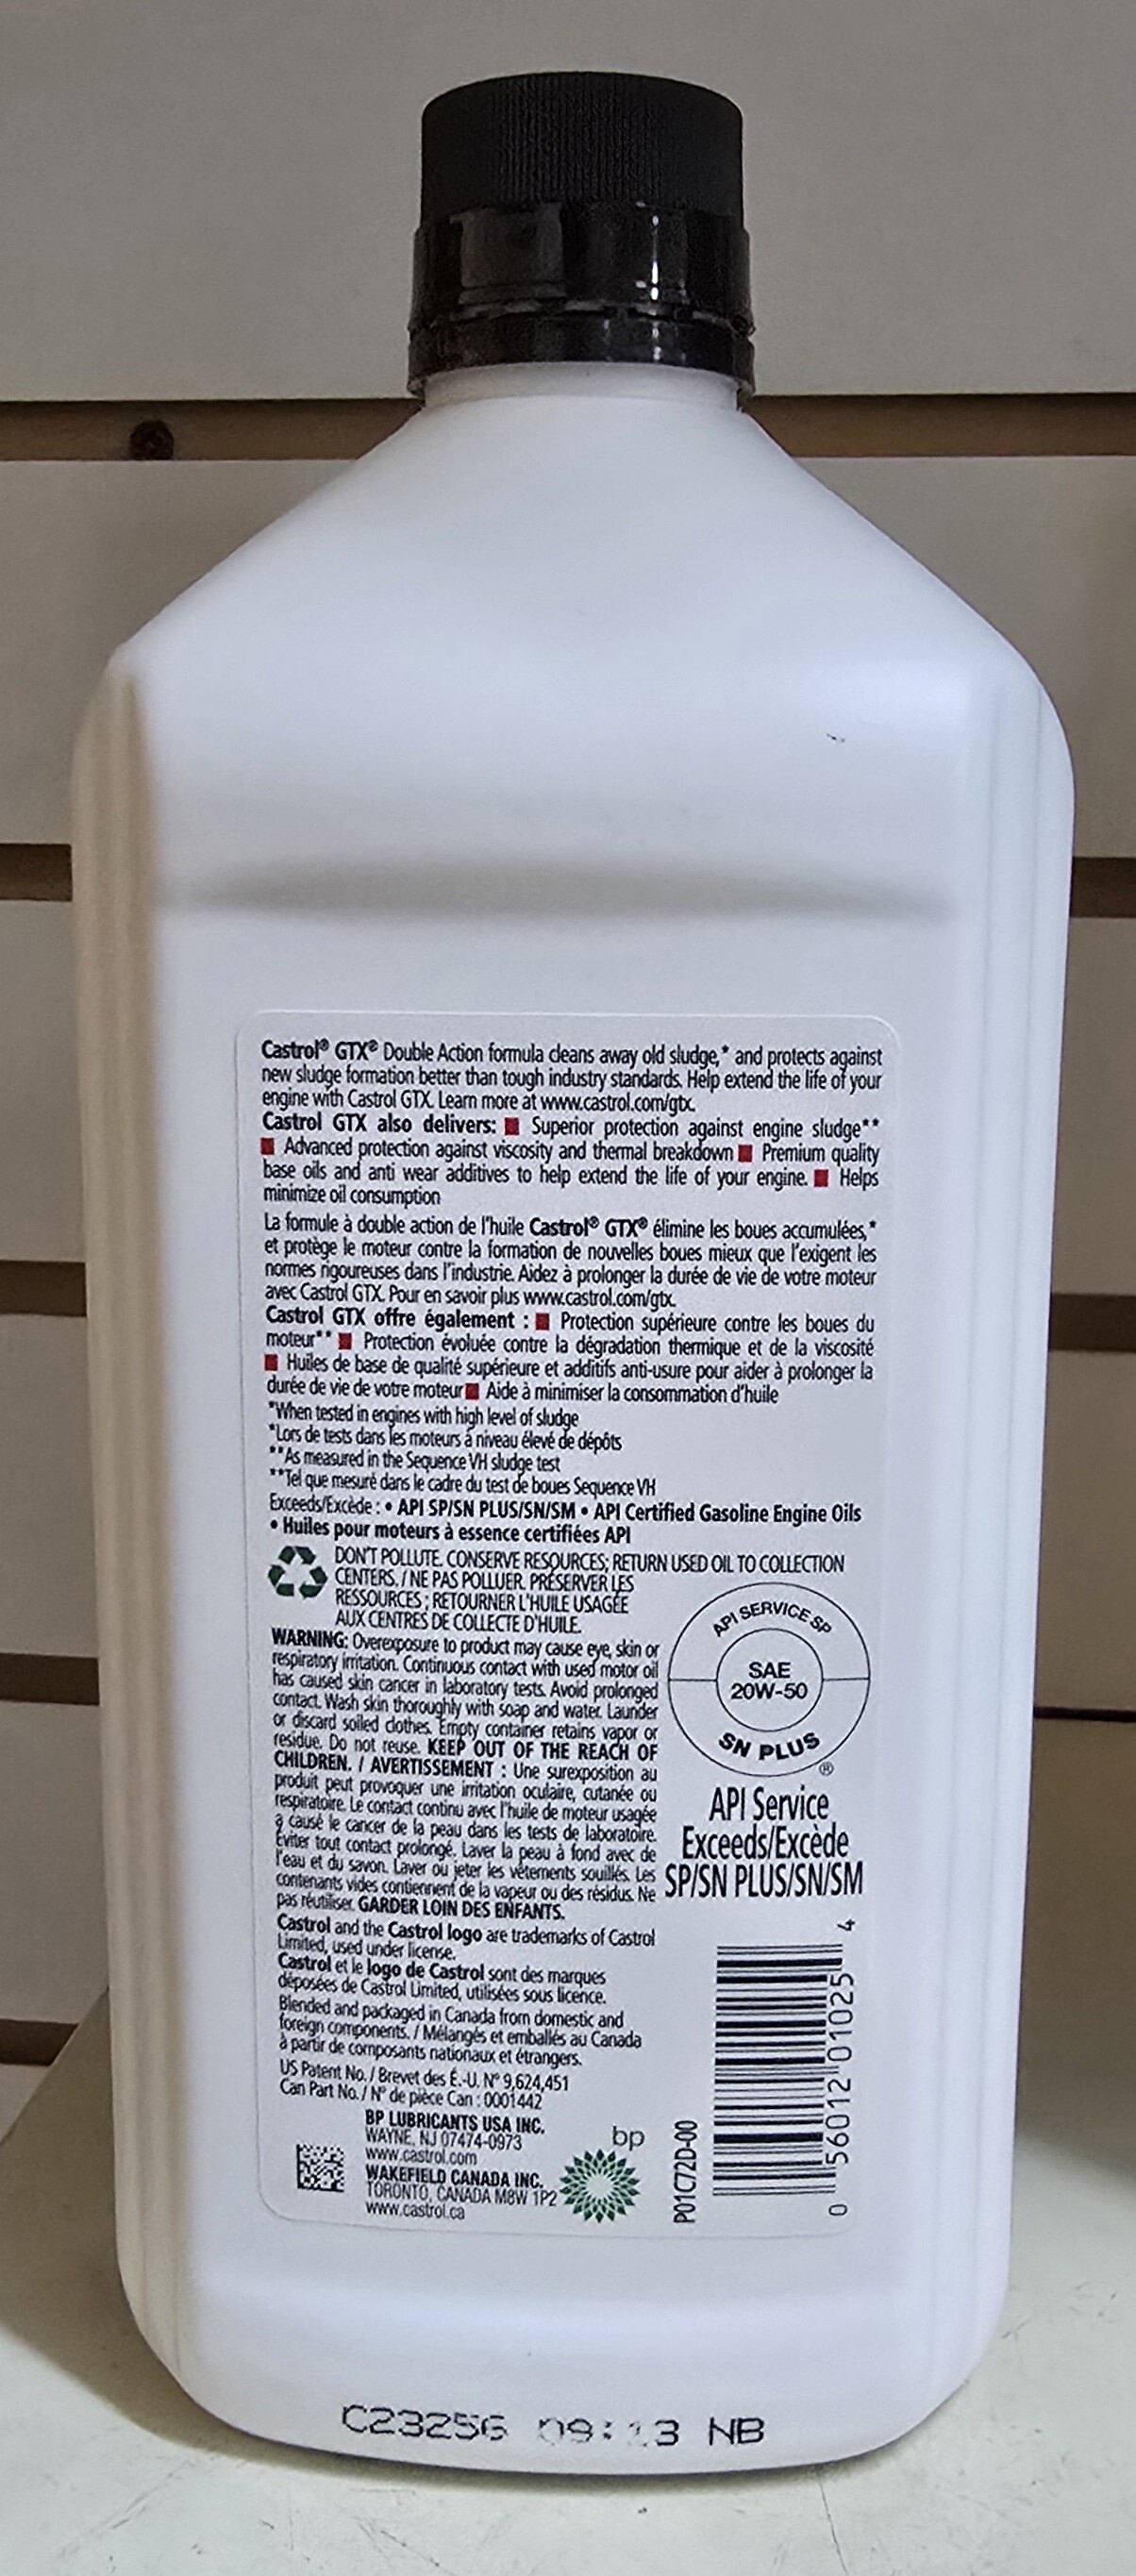 Castrol® GTX® Double Action formula cleans away old sludge,* and protects against
new sludge formation better than tough industry standards. Help extend the life of your
engine with Castrol GTX. Learn more at www.castrol.com/gtx.
Castrol GTX also delivers: ■ Superior protection against engine sludge**
■ Advanced protection against viscosity and thermal breakdown ■ Premium quality
base oils and anti wear additives to help extend the life of your engine. ■ Helps
minimize oil consumption
La formule à double action de l'huile Castrol® GTX® élimine les boues accumulées,*
et protège le moteur contre la formation de nouvelles boues mieux que l'exigent les
normes rigoureuses dans l'industrie. Aidez à prolonger la durée de vie de votre moteur
avec Castrol GTX. Pour en savoir plus www.castrol.com/gtx.
Castrol GTX offre également : ■ Protection supérieure contre les boues du
moteur** ■ Protection évoluée contre la dégradation thermique et de la viscosité
■ Huiles de base de qualité supérieure et additifs anti-usure pour aider à prolonger la
durée de vie de votre moteur ■ Aide à minimiser la consommation d'huile
*When tested in engines with high level of sludge
*Lors de tests dans les moteurs à niveau élevé de dépôts
**As measured in the Sequence VH sludge test
**Tel que mesuré dans le cadre du test de boues Sequence VH
Exceeds/Excède : • API SP/SN PLUS/SN/SM • API Certified Gasoline Engine Oils
• Huiles pour moteurs à essence certifiées API
DON'T POLLUTE. CONSERVE RESOURCES; RETURN USED OIL TO COLLECTION
CENTERS. / NE PAS POLLUER. PRÉSERVER LES
RESSOURCES ; RETOURNER L'HUILE USAGÉE
AUX CENTRES DE COLLECTE D'HUILE.
WARNING: Overexposure to product may cause eye, skin or
respiratory irritation. Continuous contact with used motor oil
has caused skin cancer in laboratory tests. Avoid prolonged
contact. Wash skin thoroughly with soap and water. Launder
or discard soiled clothes. Empty container retains vapor or
residue. Do not reuse. KEEP OUT OF THE REACH OF
CHILDREN. / AVERTISSEMENT : Une surexposition au
produit peut provoquer une irritation oculaire, cutanée ou
respiratoire. Le contact continu avec l'huile de moteur usagée
a causé le cancer de la peau dans les tests de laboratoire.
Éviter tout contact prolongé. Laver la peau à fond avec de
l'eau et du savon. Laver ou jeter les vêtements souillés. Les
contenants vides contiennent de la vapeur ou des résidus. Ne
pas réutiliser. GARDER LOIN DES ENFANTS.
API SERVICE SP
SAE
20W-50
SN PLUS
®
API Service
Exceeds/Excède
SP/SN PLUS/SN/SM
Castrol and the Castrol logo are trademarks of Castrol
Limited, used under license.
Castrol et le logo de Castrol sont des marques
déposées de Castrol Limited, utilisées sous licence.
Blended and packaged in Canada from domestic and
foreign components. / Mélangés et emballés au Canada
à partir de composants nationaux et étrangers.
US Patent No. / Brevet des É.-U. N° 9,624,451
Can Part No. / N° de pièce Can : 0001442
BP LUBRICANTS USA INC.
WAYNE, NJ 07474-0973
www.castrol.com
WAKEFIELD CANADA INC.
TORONTO, CANADA M8W 1P2
www.castrol.ca
bp
P01C72D-00
0 56012 01025 4
C23256 09: 13 NB